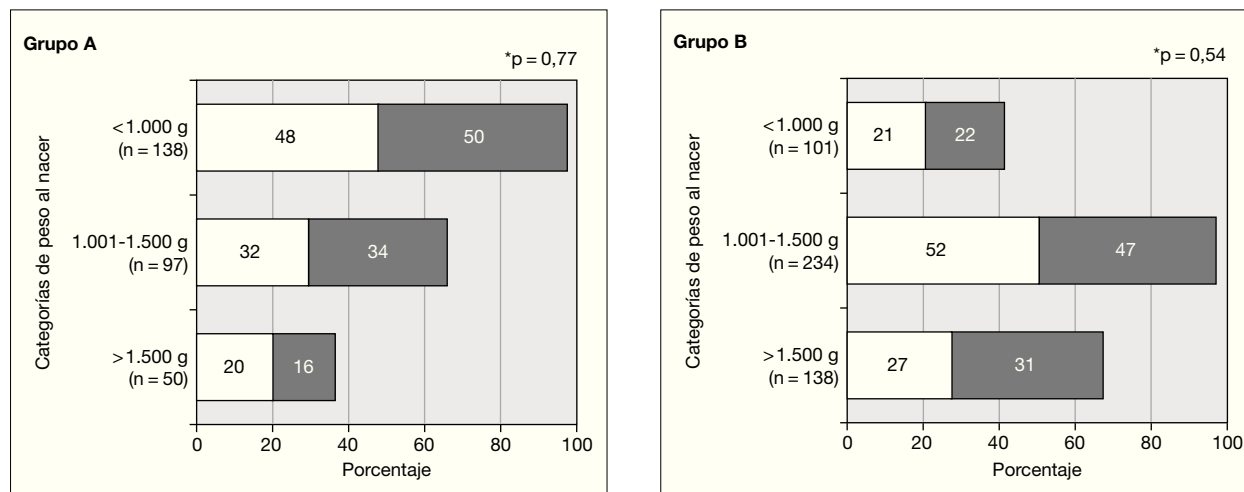 Grupo A
*p = 0,77
Categorías de peso al nacer
<1.000 g
(n = 138)
48
50
1.001-1.500 g
(n = 97)
32
34
>1.500 g
(n = 50)
20
16
0
20
40
60
80
100
Porcentaje
Grupo B
*p = 0,54
Categorías de peso al nacer
<1.000 g
(n = 101)
21
22
1.001-1.500 g
(n = 234)
52
47
>1.500 g
(n = 138)
27
31
0
20
40
60
80
100
Porcentaje